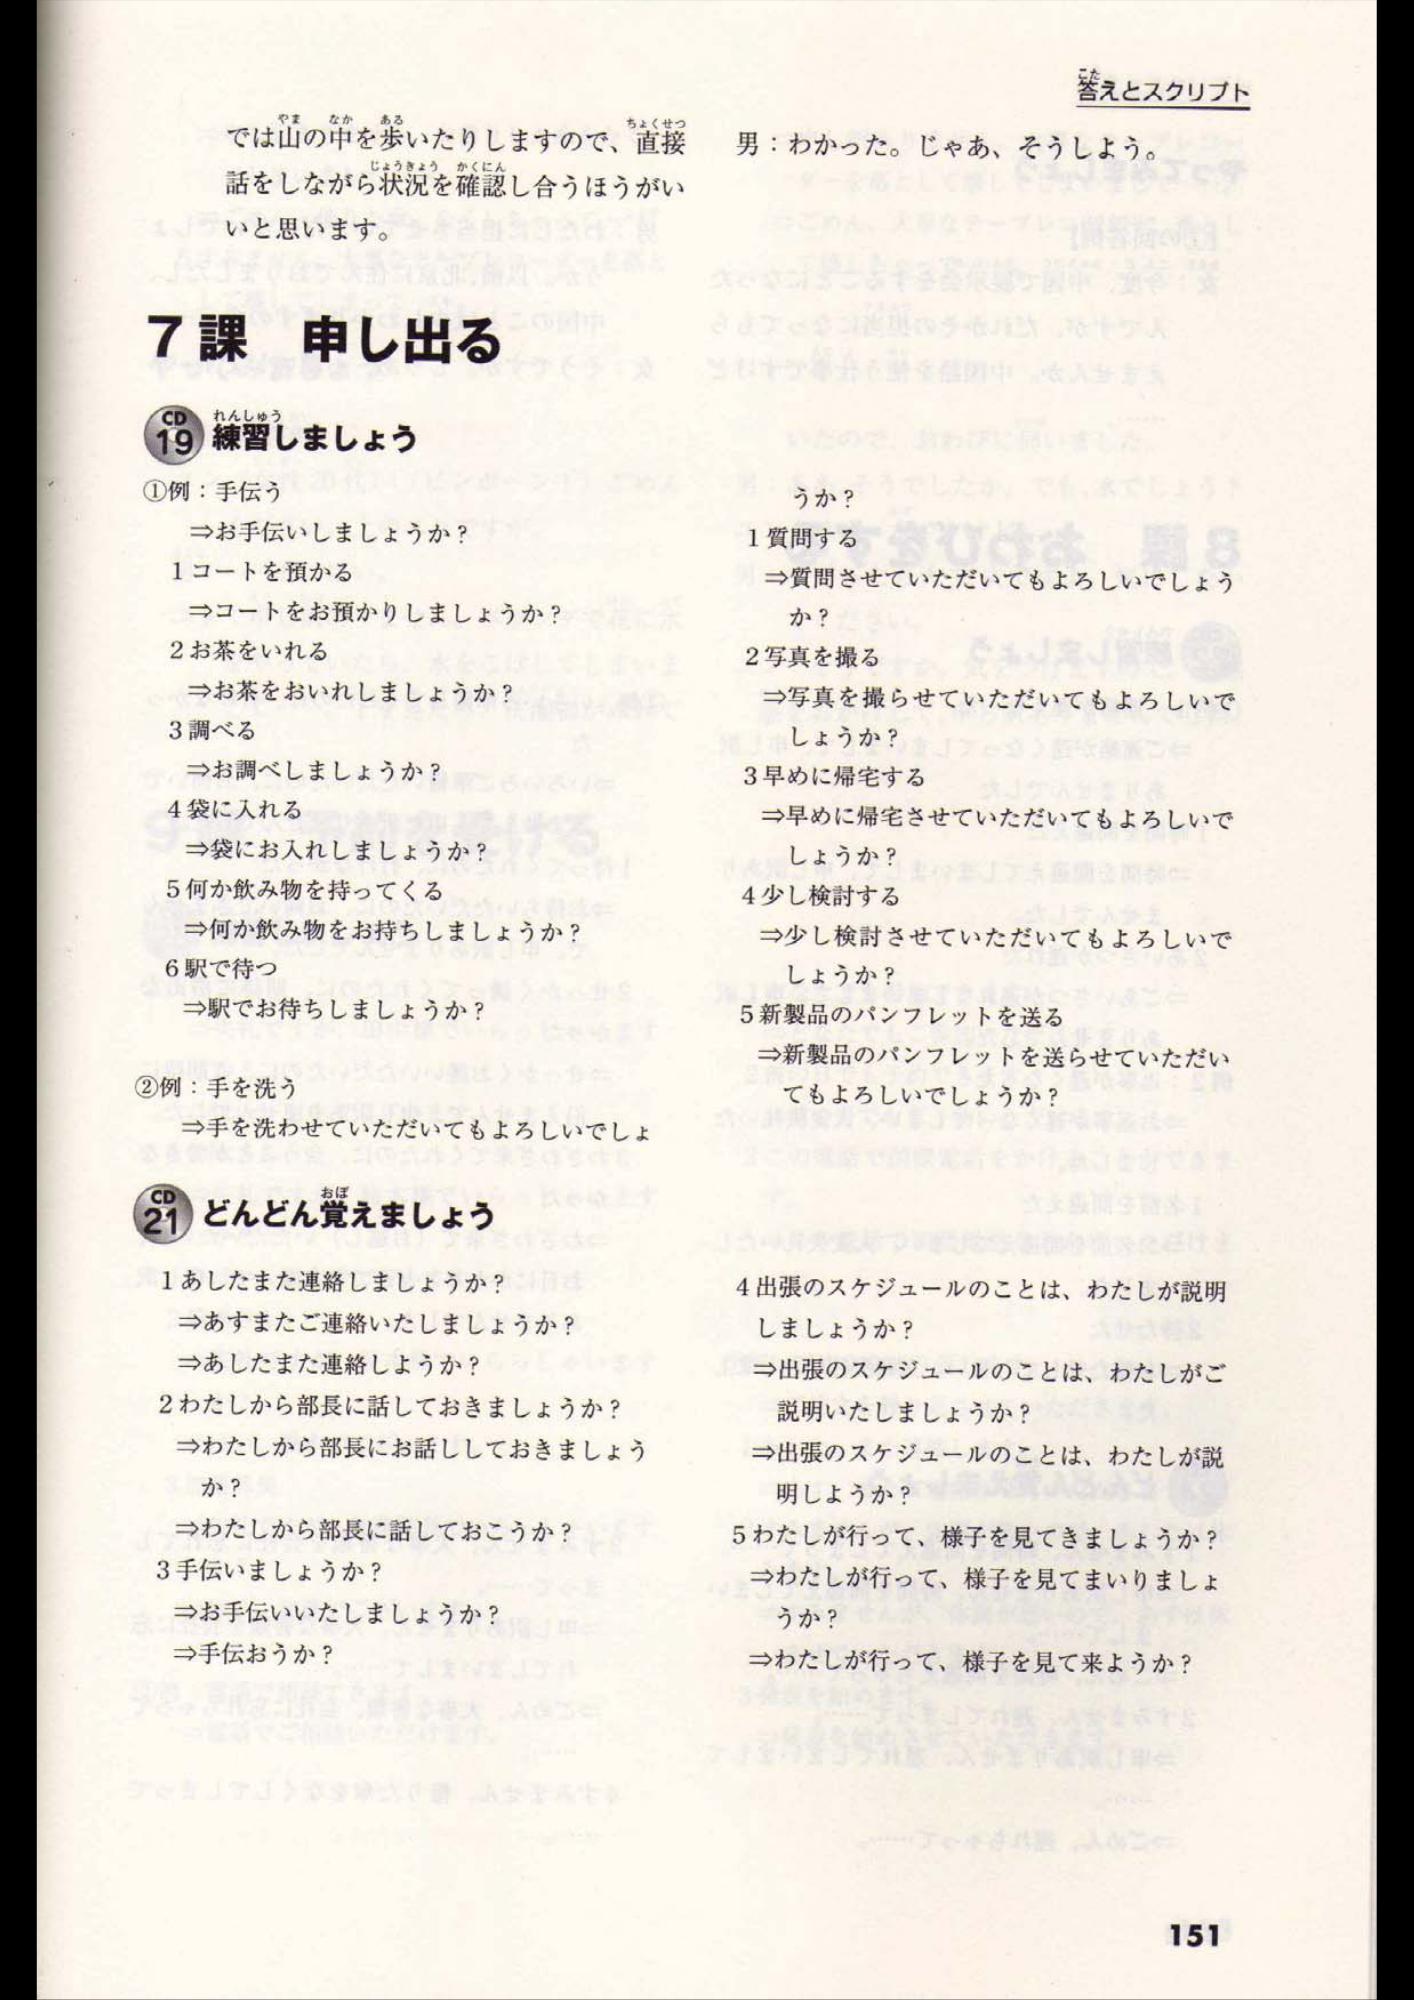 答えとスクリプト
では山の中を歩いたりしますので、直接
話をしながら状況を確認し合うほうがい
いと思います。
男：わかった。じゃあ、そうしよう。
7課　申し出る
CD 19 練習しましょう
①例：手伝う
⇒お手伝いしましょうか？
1コートを預かる
⇒コートをお預かりしましょうか？
2お茶をいれる
⇒お茶をおいれしましょうか？
3調べる
⇒お調べしましょうか？
4袋に入れる
⇒袋にお入れしましょうか？
5何か飲み物を持ってくる
⇒何か飲み物をお持ちしましょうか？
6駅で待つ
⇒駅でお待ちしましょうか？
②例：手を洗う
⇒手を洗わせていただいてもよろしいでしょ
うか？
1質問する
⇒質問させていただいてもよろしいでしょう
か？
2写真を撮る
⇒写真を撮らせていただいてもよろしいで
しょうか？
3早めに帰宅する
⇒早めに帰宅させていただいてもよろしいで
しょうか？
4少し検討する
⇒少し検討させていただいてもよろしいで
しょうか？
5新製品のパンフレットを送る
⇒新製品のパンフレットを送らせていただい
てもよろしいでしょうか？
CD 21 どんどん覚えましょう
1あしたまた連絡しましょうか？
⇒あすまたご連絡いたしましょうか？
⇒あしたまた連絡しようか？
2わたしから部長に話しておきましょうか？
⇒わたしから部長にお話ししておきましょう
か？
⇒わたしから部長に話しておこうか？
3手伝いましょうか？
⇒お手伝いいたしましょうか？
⇒手伝おうか？
4出張のスケジュールのことは、わたしが説明
しましょうか？
⇒出張のスケジュールのことは、わたしがご
説明いたしましょうか？
⇒出張のスケジュールのことは、わたしが説
明しようか？
5わたしが行って、様子を見てきましょうか？
⇒わたしが行って、様子を見てまいりましょ
うか？
⇒わたしが行って、様子を見て来ようか？
151